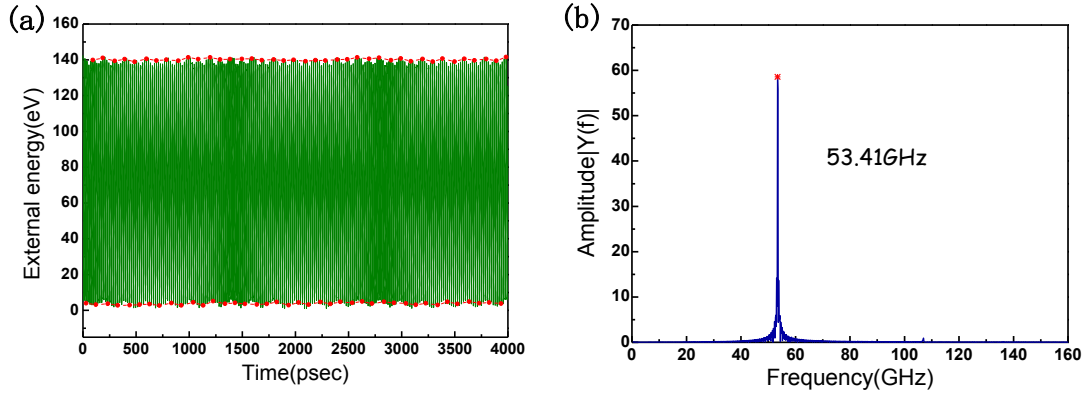 (a)
External energy(eV)
160
140
120
100
80
60
40
20
0
0 500 1000 1500 2000 2500 3000 3500 4000
Time(psec)
(b)
Amplitude|Y(f)|
70
60
50
40
30
20
10
0
53.41GHz
0 20 40 60 80 100 120 140 160
Frequency(GHz)